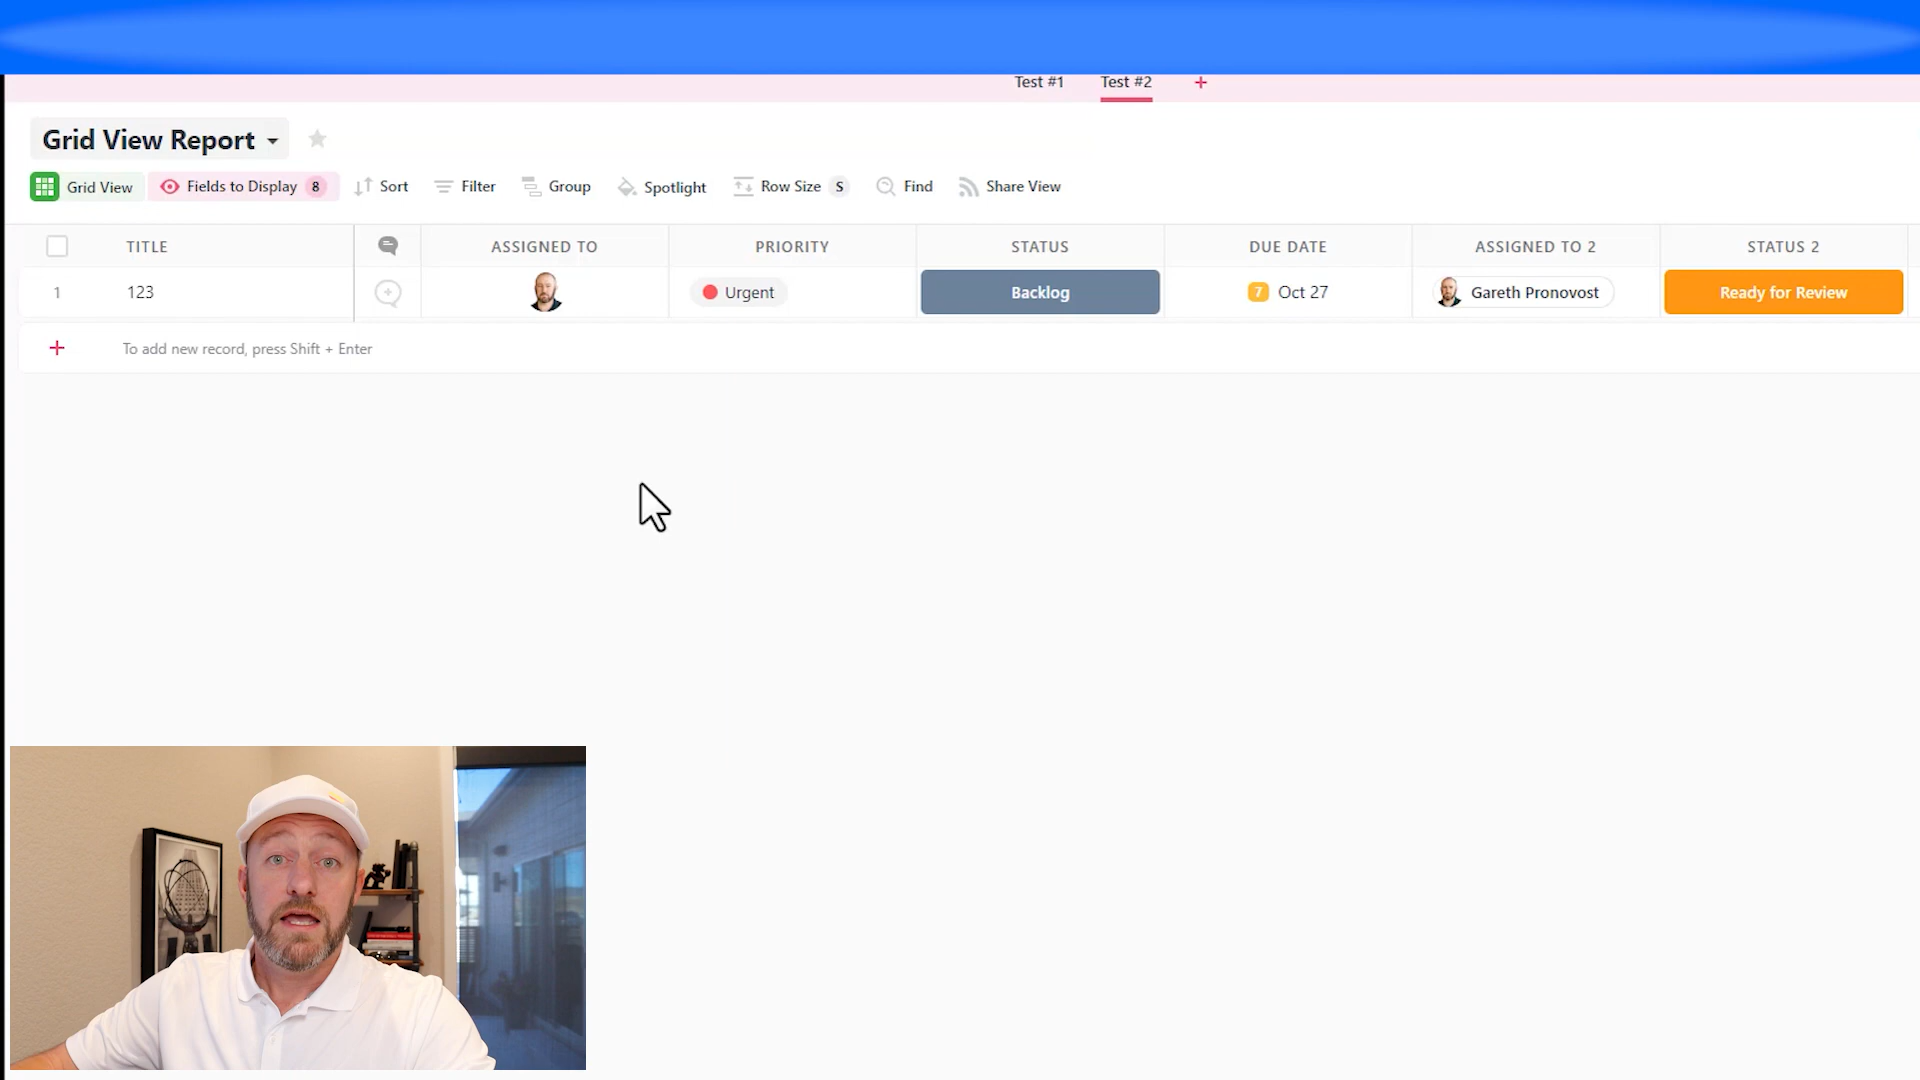 Test #1 Test #2 +
Grid View Report
Grid View Fields to Display 8 Sort Filter Group Spotlight Row Size S Find Share View
TITLE ASSIGNED TO PRIORITY STATUS DUE DATE ASSIGNED TO 2 STATUS 2
1 123 Urgent Backlog 7 Oct 27 Gareth Pronovost Ready for Review
+ To add new record, press Shift + Enter